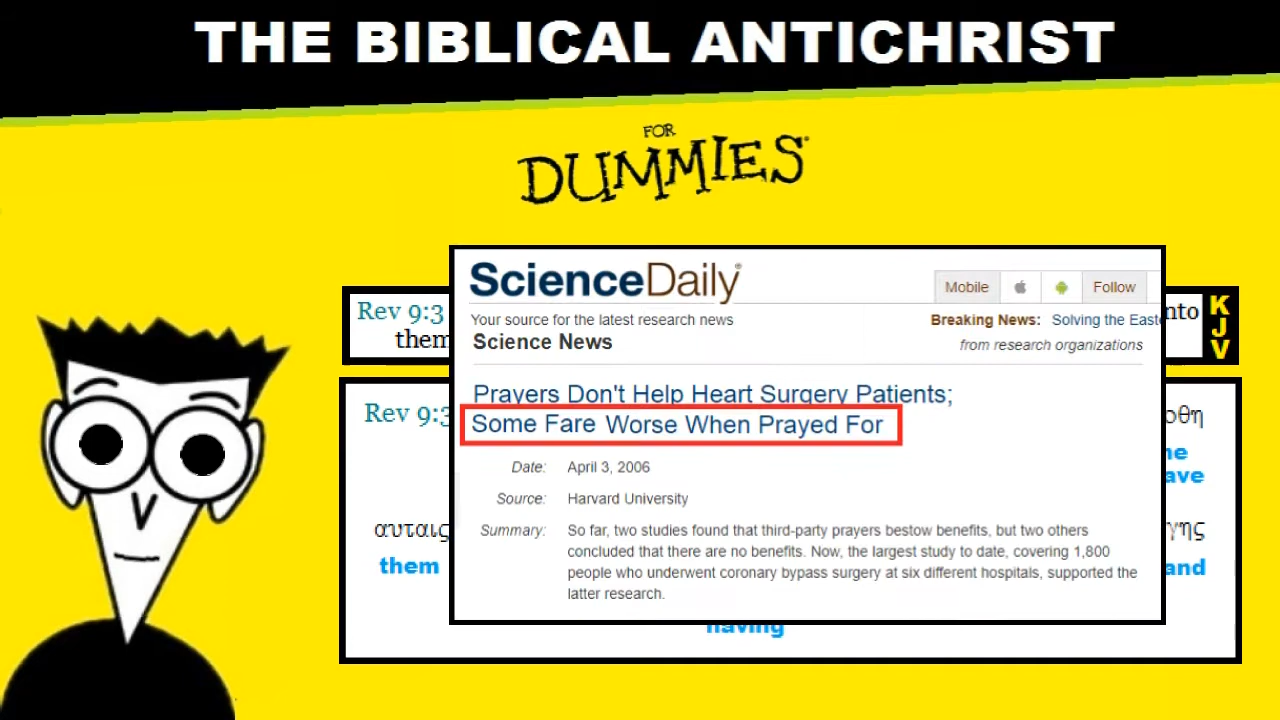 THE BIBLICAL ANTICHRIST
FOR
DUMMIES®
ScienceDaily®
Mobile Follow
Your source for the latest research news
Breaking News: Solving the Easte
Science News
from research organizations
Rev 9:3 nto
them
KJV
Prayers Don't Help Heart Surgery Patients;
Some Fare Worse When Prayed For
Rev 9:3 οθη
ave
Date: April 3, 2006
Source: Harvard University
Summary: So far, two studies found that third-party prayers bestow benefits, but two others
concluded that there are no benefits. Now, the largest study to date, covering 1,800
people who underwent coronary bypass surgery at six different hospitals, supported the
latter research.
αυταις γης
them and
having